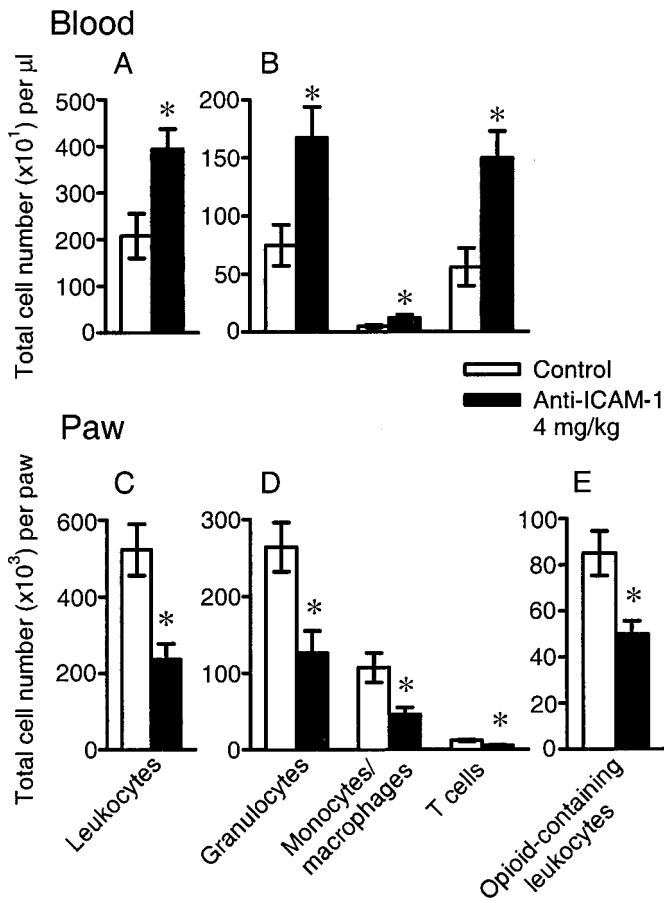 Blood
A
B
Total cell number (x10¹) per µl
500
400
300
200
100
0
*
200
150
100
50
0
*
*
*
Control
Anti-ICAM-1
4 mg/kg
Paw
C
D
E
Total cell number (x10³) per paw
600
400
200
0
*
300
200
100
0
*
*
*
100
80
60
40
20
0
*
Leukocytes
Granulocytes
Monocytes/
macrophages
T cells
Opioid-containing
leukocytes